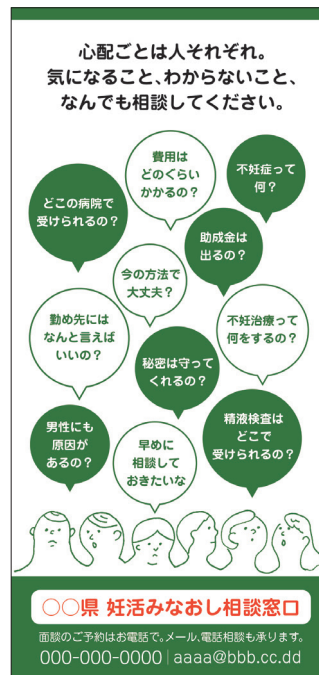 心配ごとは人それぞれ。
気になること、わからないこと、
なんでも相談してください。
費用は
どのぐらい
かかるの？
不妊症って
何？
どこの病院で
受けられるの？
助成金は
出るの？
今の方法で
大丈夫？
勤め先には
なんと言えば
いいの？
不妊治療って
何をするの？
秘密は守って
くれるの？
男性にも
原因が
あるの？
早めに
相談して
おきたいな
精液検査は
どこで
受けられるの？
〇〇県 妊活みなおし相談窓口
面談のご予約はお電話で。メール、電話相談も承ります。
000-000-0000 | aaaa@bbb.cc.dd